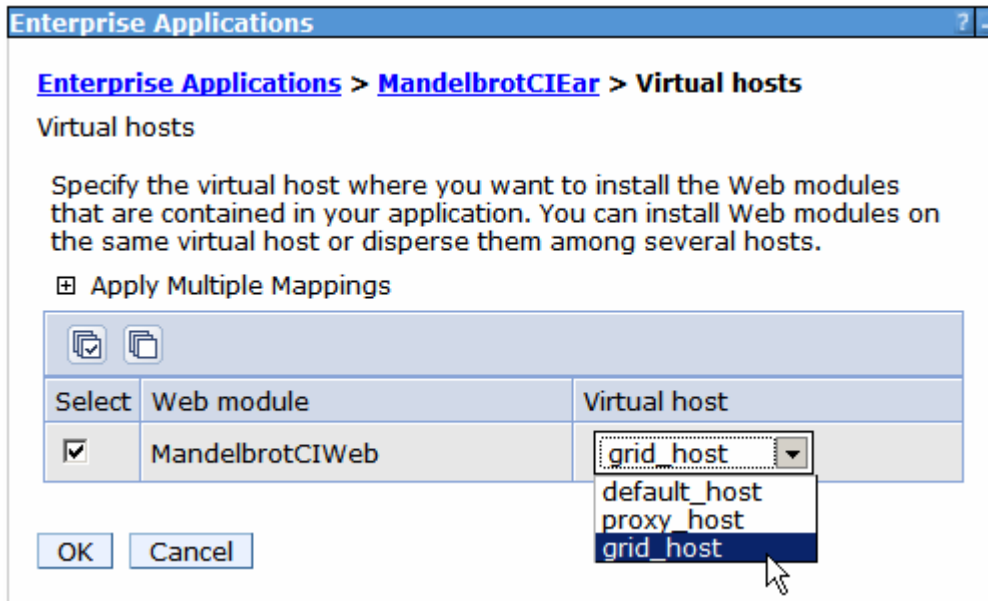 Enterprise Applications ? -
Enterprise Applications > MandelbrotCIEar > Virtual hosts
Virtual hosts
Specify the virtual host where you want to install the Web modules
that are contained in your application. You can install Web modules on
the same virtual host or disperse them among several hosts.
Apply Multiple Mappings
Select Web module Virtual host
MandelbrotCIWeb grid_host
default_host
proxy_host
grid_host
OK Cancel